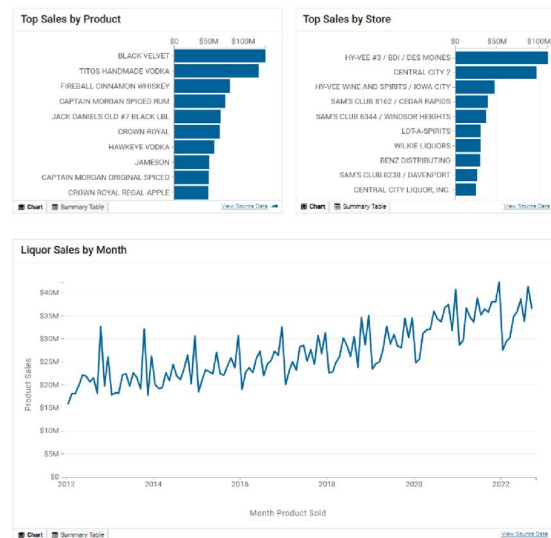 Top Sales by Product
$0 $50M $100M
BLACK VELVET
TITOS HANDMADE VODKA
FIREBALL CINNAMON WHISKEY
CAPTAIN MORGAN SPICED RUM
JACK DANIELS OLD #7 BLACK LBL
CROWN ROYAL
HAWKEYE VODKA
JAMESON
CAPTAIN MORGAN ORIGINAL SPICED
CROWN ROYAL REGAL APPLE
Chart Summary Table View Source Data
Top Sales by Store
$0 $50M $100M
HY-VEE #3 / BDI / DES MOINES
CENTRAL CITY 2
HY-VEE WINE AND SPIRITS / IOWA CITY
SAM'S CLUB 8162 / CEDAR RAPIDS
SAM'S CLUB 6344 / WINDSOR HEIGHTS
LOT-A-SPIRITS
WILKIE LIQUORS
BENZ DISTRIBUTING
SAM'S CLUB 8238 / DAVENPORT
CENTRAL CITY LIQUOR, INC.
Chart Summary Table View Source Data
Liquor Sales by Month
Product Sales
$40M
$35M
$30M
$25M
$20M
$15M
$10M
$5M
$0
2012 2014 2016 2018 2020 2022
Month Product Sold
Chart Summary Table View Source Data